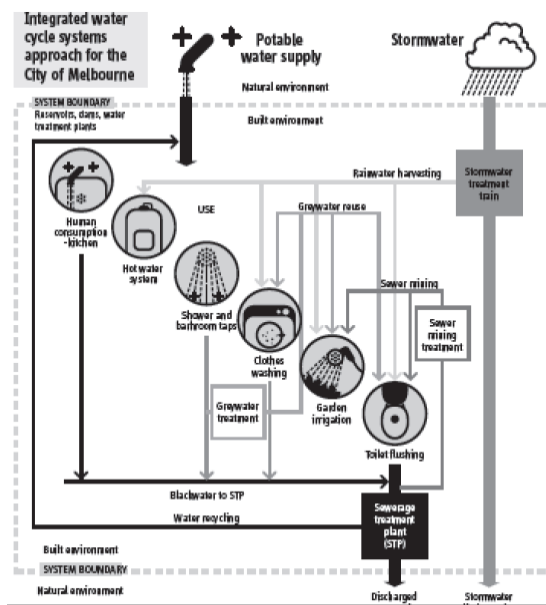 Integrated water
cycle systems
approach for the
City of Melbourne
Potable
water supply
Stormwater
Natural environment
SYSTEM BOUNDARY
Reservoirs, dams, water
treatment plants
Built environment
Rainwater harvesting
Stormwater
treatment
train
Human
consumption
-kitchen
USE
Greywater reuse
Hot water
system
Sewer mining
Shower and
bathroom taps
Sewer
mining
treatment
Clothes
washing
Greywater
treatment
Garden
irrigation
Toilet flushing
Blackwater to STP
Water recycling
Sewerage
treatment
plant
(STP)
Built environment
SYSTEM BOUNDARY
Natural environment
Discharged
Stormwater